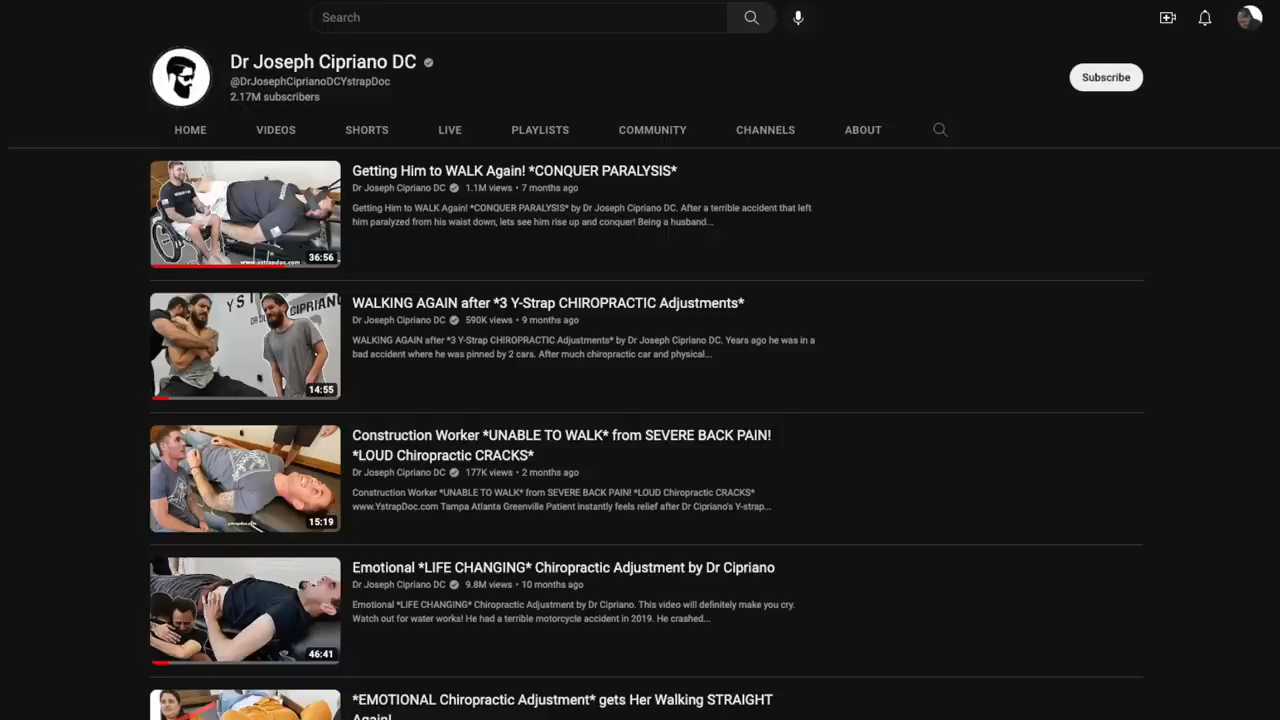 Search
Dr Joseph Cipriano DC
@DrJosephCiprianoDCYstrapDoc
2.17M subscribers
Subscribe
HOME VIDEOS SHORTS LIVE PLAYLISTS COMMUNITY CHANNELS ABOUT
Getting Him to WALK Again! *CONQUER PARALYSIS*
Dr Joseph Cipriano DC 1.1M views • 7 months ago
Getting Him to WALK Again! *CONQUER PARALYSIS* by Dr Joseph Cipriano DC. After a terrible accident that left
him paralyzed from his waist down, lets see him rise up and conquer! Being a husband...
www.ystrapdoc.com
36:56
WALKING AGAIN after *3 Y-Strap CHIROPRACTIC Adjustments*
Dr Joseph Cipriano DC 590K views • 9 months ago
WALKING AGAIN after *3 Y-Strap CHIROPRACTIC Adjustments* by Dr Joseph Cipriano DC. Years ago he was in a
bad accident where he was pinned by 2 cars. After much chiropractic car and physical...
CIPRIANO
14:55
Construction Worker *UNABLE TO WALK* from SEVERE BACK PAIN!
*LOUD Chiropractic CRACKS*
Dr Joseph Cipriano DC 177K views • 2 months ago
Construction Worker *UNABLE TO WALK* from SEVERE BACK PAIN! *LOUD Chiropractic CRACKS*
www.YstrapDoc.com Tampa Atlanta Greenville Patient instantly feels relief after Dr Cipriano's Y-strap...
15:19
Emotional *LIFE CHANGING* Chiropractic Adjustment by Dr Cipriano
Dr Joseph Cipriano DC 9.8M views • 10 months ago
Emotional *LIFE CHANGING* Chiropractic Adjustment by Dr Cipriano. This video will definitely make you cry.
Watch out for water works! He had a terrible motorcycle accident in 2019. He crashed...
46:41
*EMOTIONAL Chiropractic Adjustment* gets Her Walking STRAIGHT
Again!